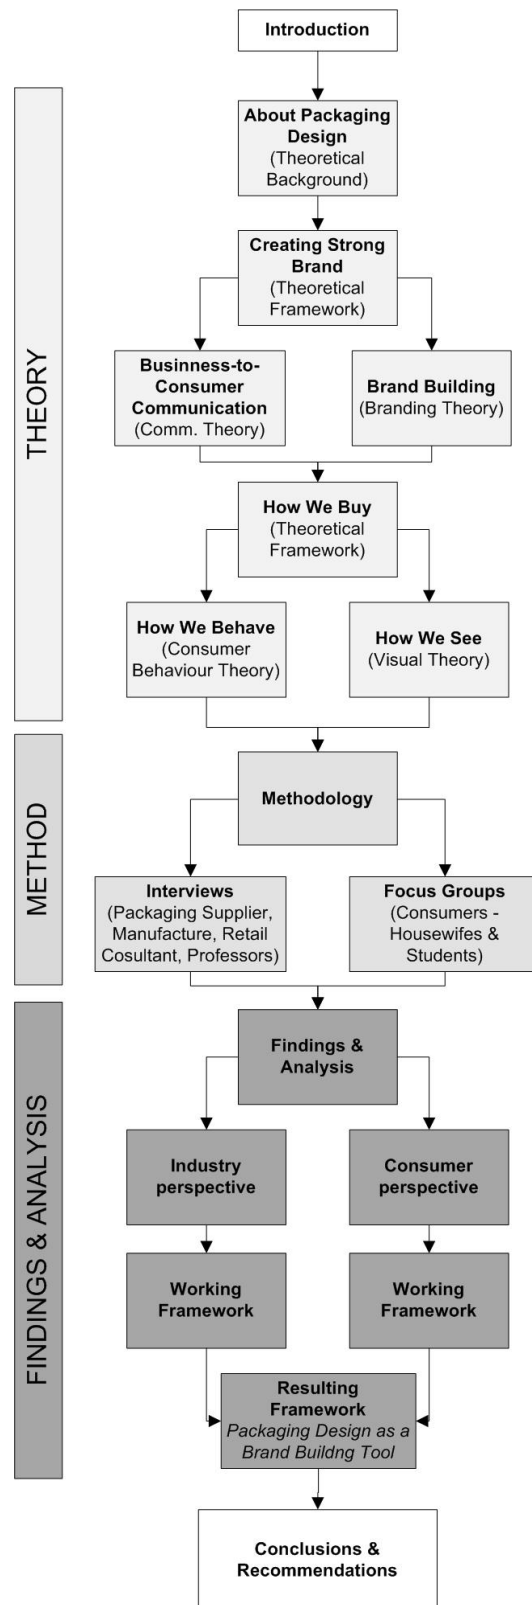 Introduction
THEORY
About Packaging
Design
(Theoretical
Background)
Creating Strong
Brand
(Theoretical
Framework)
Businness-to-
Consumer
Communication
(Comm. Theory)
Brand Building
(Branding Theory)
How We Buy
(Theoretical
Framework)
How We Behave
(Consumer
Behaviour Theory)
How We See
(Visual Theory)
METHOD
Methodology
Interviews
(Packaging Supplier,
Manufacture, Retail
Cosultant, Professors)
Focus Groups
(Consumers -
Housewifes &
Students)
FINDINGS & ANALYSIS
Findings &
Analysis
Industry
perspective
Consumer
perspective
Working
Framework
Working
Framework
Resulting
Framework
Packaging Design as a
Brand Buildng Tool
Conclusions &
Recommendations